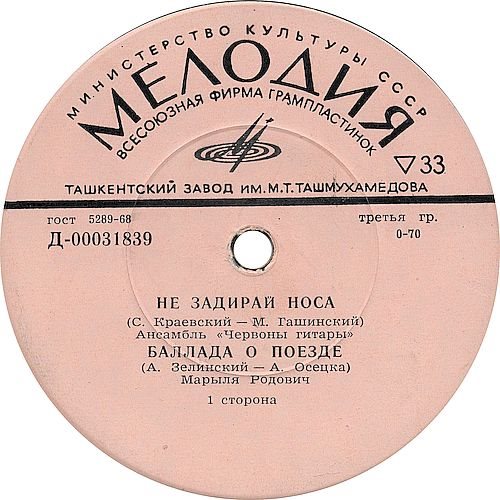 МИНИСТЕРСТВО КУЛЬТУРЫ СССР
МЕЛОДИЯ
ВСЕСОЮЗНАЯ ФИРМА ГРАМПЛАСТИНОК
▽33
ТАШКЕНТСКИЙ ЗАВОД ИМ. М.Т. ТАШМУХАМЕДОВА
гост 5289-68
третья гр.
Д-00031839
0-70
НЕ ЗАДИРАЙ НОСА
(С. Краевский — М. Гашинский)
Ансамбль «Червоны гитары»
БАЛЛАДА О ПОЕЗДЕ
(А. Зелинский — А. Осецка)
Марыля Родович
1 сторона